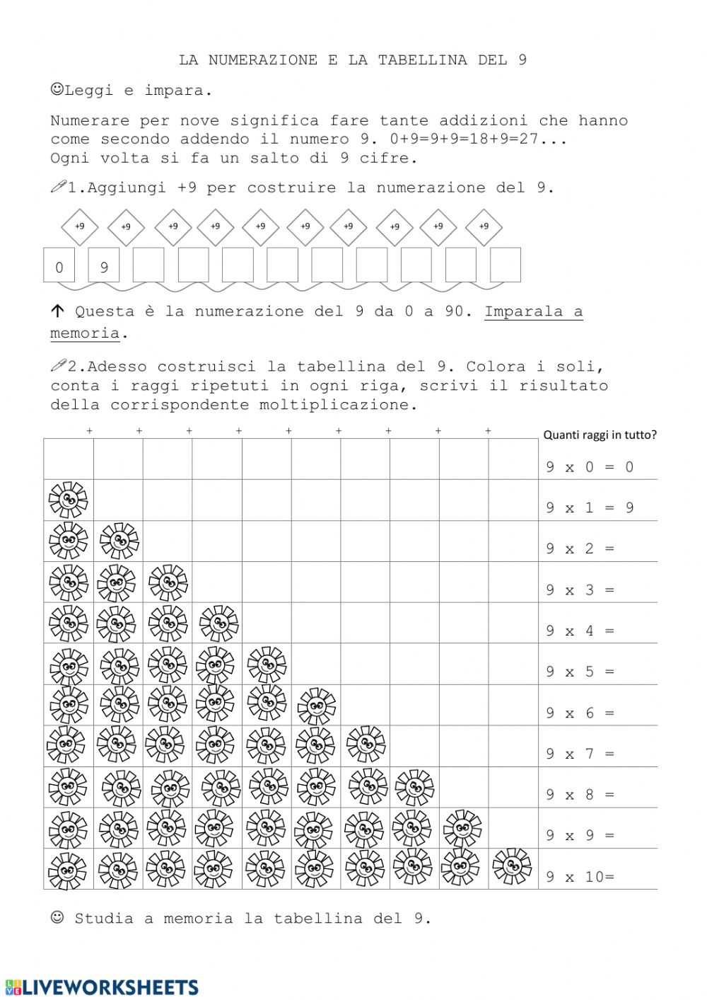 LA NUMERAZIONE E LA TABELLINA DEL 9
☺Leggi e impara.
Numerare per nove significa fare tante addizioni che hanno
come secondo addendo il numero 9. 0+9=9+9=18+9=27...
Ogni volta si fa un salto di 9 cifre.
1.Aggiungi +9 per costruire la numerazione del 9.
+9 +9 +9 +9 +9 +9 +9 +9 +9 +9
0 9
↑ Questa è la numerazione del 9 da 0 a 90. Imparala a
memoria.
2.Adesso costruisci la tabellina del 9. Colora i soli,
conta i raggi ripetuti in ogni riga, scrivi il risultato
della corrispondente moltiplicazione.
+ + + + + + + + + Quanti raggi in tutto?
9 x 0 = 0
9 x 1 = 9
9 x 2 =
9 x 3 =
9 x 4 =
9 x 5 =
9 x 6 =
9 x 7 =
9 x 8 =
9 x 9 =
9 x 10=
☺ Studia a memoria la tabellina del 9.
LIVE LIVEWORKSHEETS